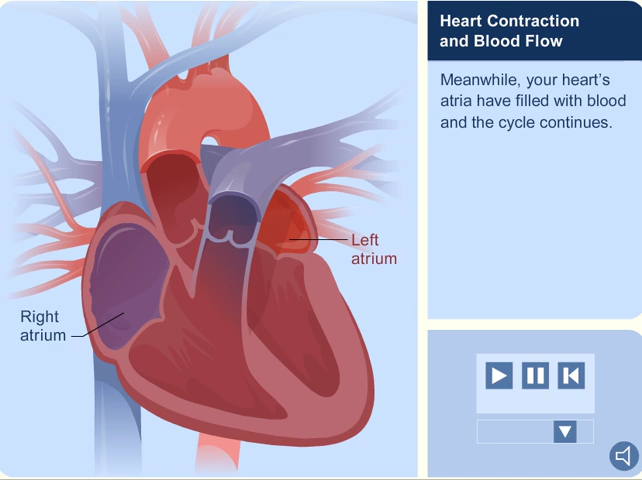 Heart Contraction
and Blood Flow
Meanwhile, your heart's
atria have filled with blood
and the cycle continues.
Left
atrium
Right
atrium